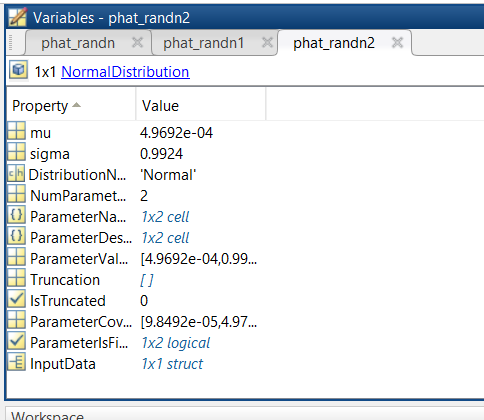 Variables - phat_randn2
phat_randn phat_randn1 phat_randn2
1x1 NormalDistribution
Property Value
mu 4.9692e-04
sigma 0.9924
DistributionN... 'Normal'
NumParamet... 2
ParameterNa... 1x2 cell
ParameterDes... 1x2 cell
ParameterVal... [4.9692e-04,0.99...
Truncation []
IsTruncated 0
ParameterCov... [9.8492e-05,4.97...
ParameterIsFi... 1x2 logical
InputData 1x1 struct
Workspace